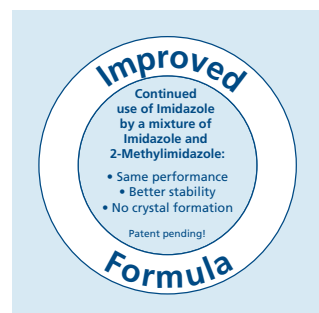 Improved
Continued
use of Imidazole
by a mixture of
Imidazole and
2-Methylimidazole:
• Same performance
• Better stability
• No crystal formation
Patent pending!
Formula